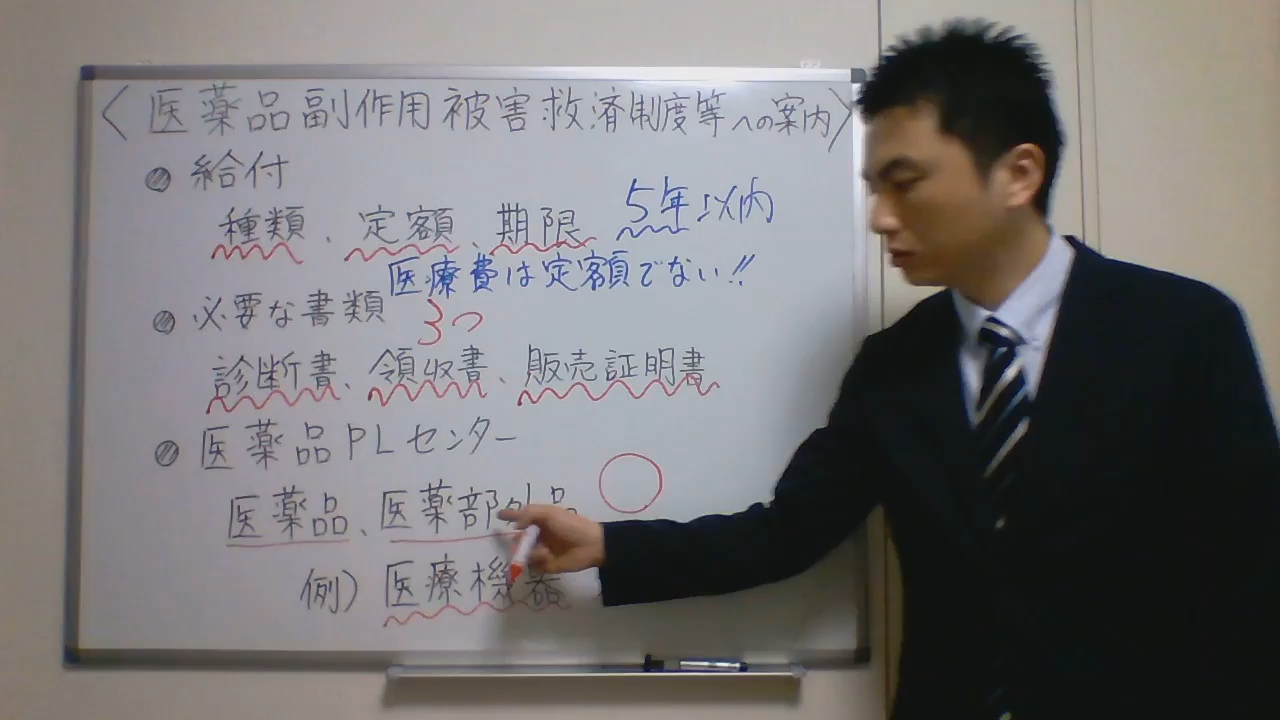 〈医薬品副作用被害救済制度等への案内〉
給付
種類、定額、期限 5年以内
医療費は定額でない!!
必要な書類 3つ
診断書、領収書、販売証明書
医薬品PLセンター
医薬品、医薬部外品
例）医療機器